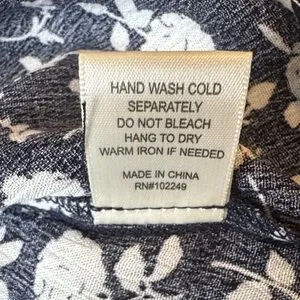 HAND WASH COLD
SEPARATELY
DO NOT BLEACH
HANG TO DRY
WARM IRON IF NEEDED
MADE IN CHINA
RN#102249